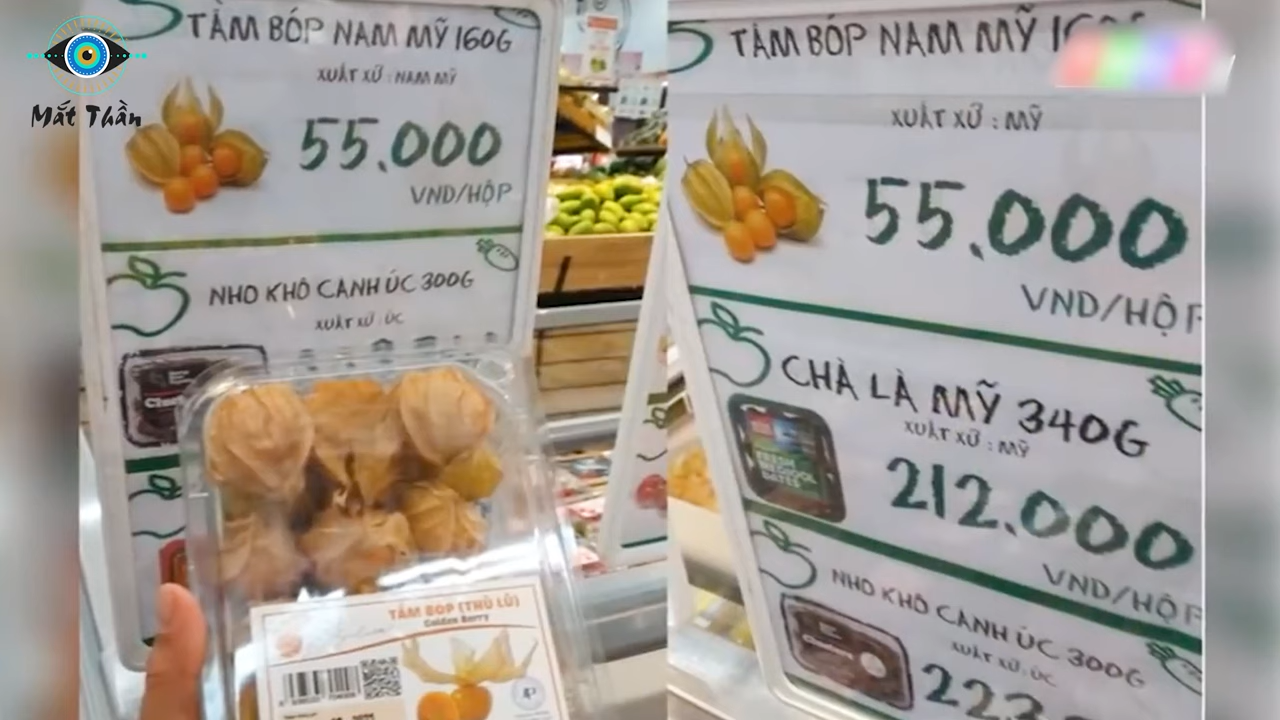 Mắt Thần
TẦM BÓP NAM MỸ 160G
XUẤT XỨ : NAM MỸ
55.000
VND/HỘP
NHO KHÔ CANH ÚC 300G
XUẤT XỨ : ÚC
TẦM BÓP (THÙ LÙ)
Golden Berry
TẦM BÓP NAM MỸ
XUẤT XỨ : MỸ
55.000
VND/HỘP
CHÀ LÀ MỸ 340G
XUẤT XỨ : MỸ
212.000
VND/HỘP
NHO KHÔ CANH ÚC 300G
XUẤT XỨ: ÚC
223